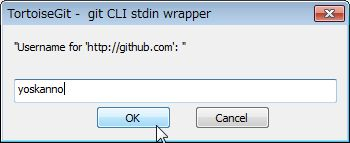 TortoiseGit -  git CLI stdin wrapper
"Username for 'http://github.com': "
yoskanno
OK
Cancel